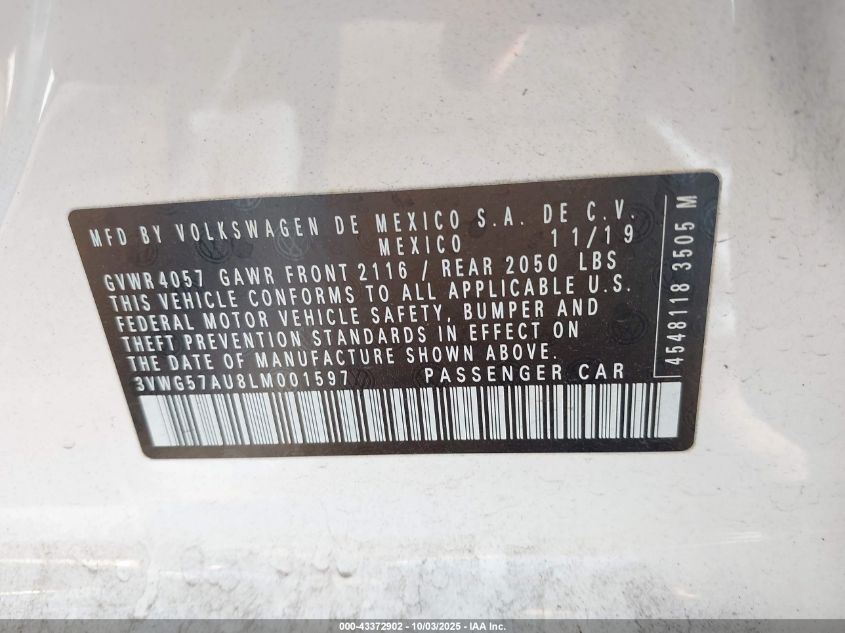 MFD BY VOLKSWAGEN DE MEXICO S.A. DE C.V.
MEXICO 11/19
GVWR 4057 GAWR FRONT 2116 / REAR 2050 LBS
THIS VEHICLE CONFORMS TO ALL APPLICABLE U.S.
FEDERAL MOTOR VEHICLE SAFETY, BUMPER AND
THEFT PREVENTION STANDARDS IN EFFECT ON
THE DATE OF MANUFACTURE SHOWN ABOVE.
3VWG57AU8LM001597 PASSENGER CAR
4548118 3505 M
000-43372902 - 10/03/2025 - IAA Inc.